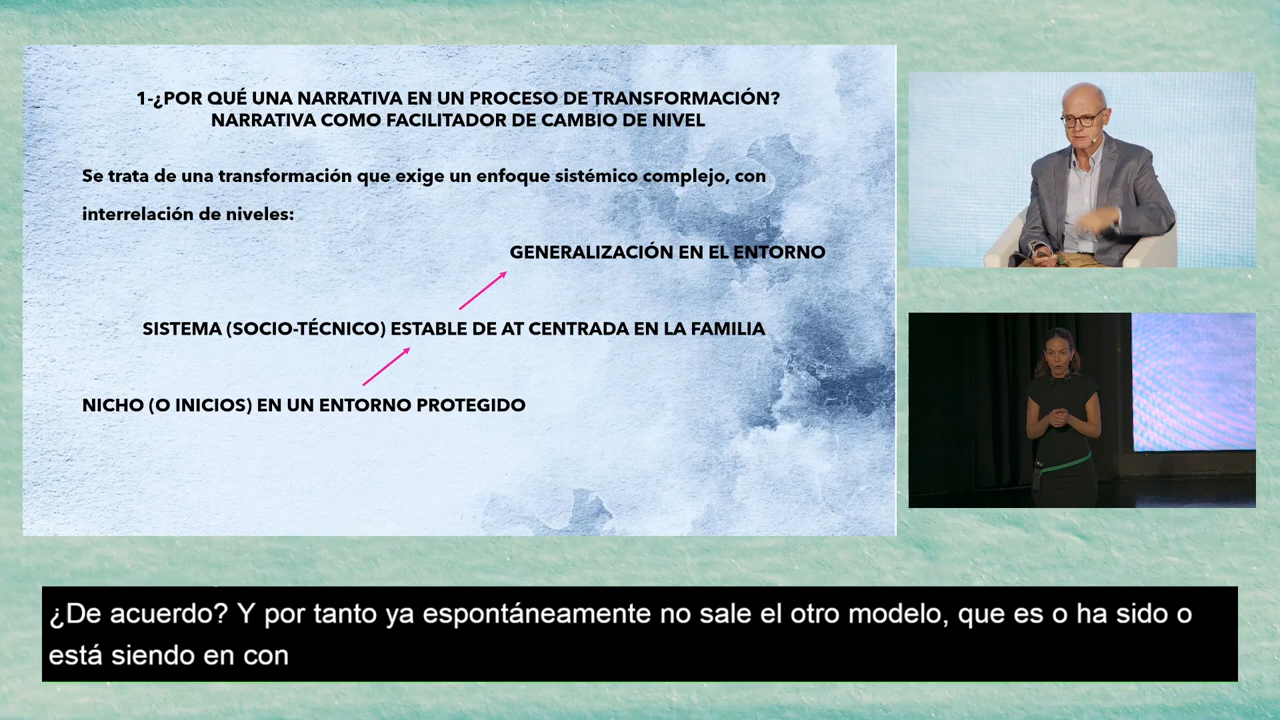 1-¿POR QUÉ UNA NARRATIVA EN UN PROCESO DE TRANSFORMACIÓN?
NARRATIVA COMO FACILITADOR DE CAMBIO DE NIVEL
Se trata de una transformación que exige un enfoque sistémico complejo, con
interrelación de niveles:
GENERALIZACIÓN EN EL ENTORNO
SISTEMA (SOCIO-TÉCNICO) ESTABLE DE AT CENTRADA EN LA FAMILIA
NICHO (O INICIOS) EN UN ENTORNO PROTEGIDO
¿De acuerdo? Y por tanto ya espontáneamente no sale el otro modelo, que es o ha sido o
está siendo en con